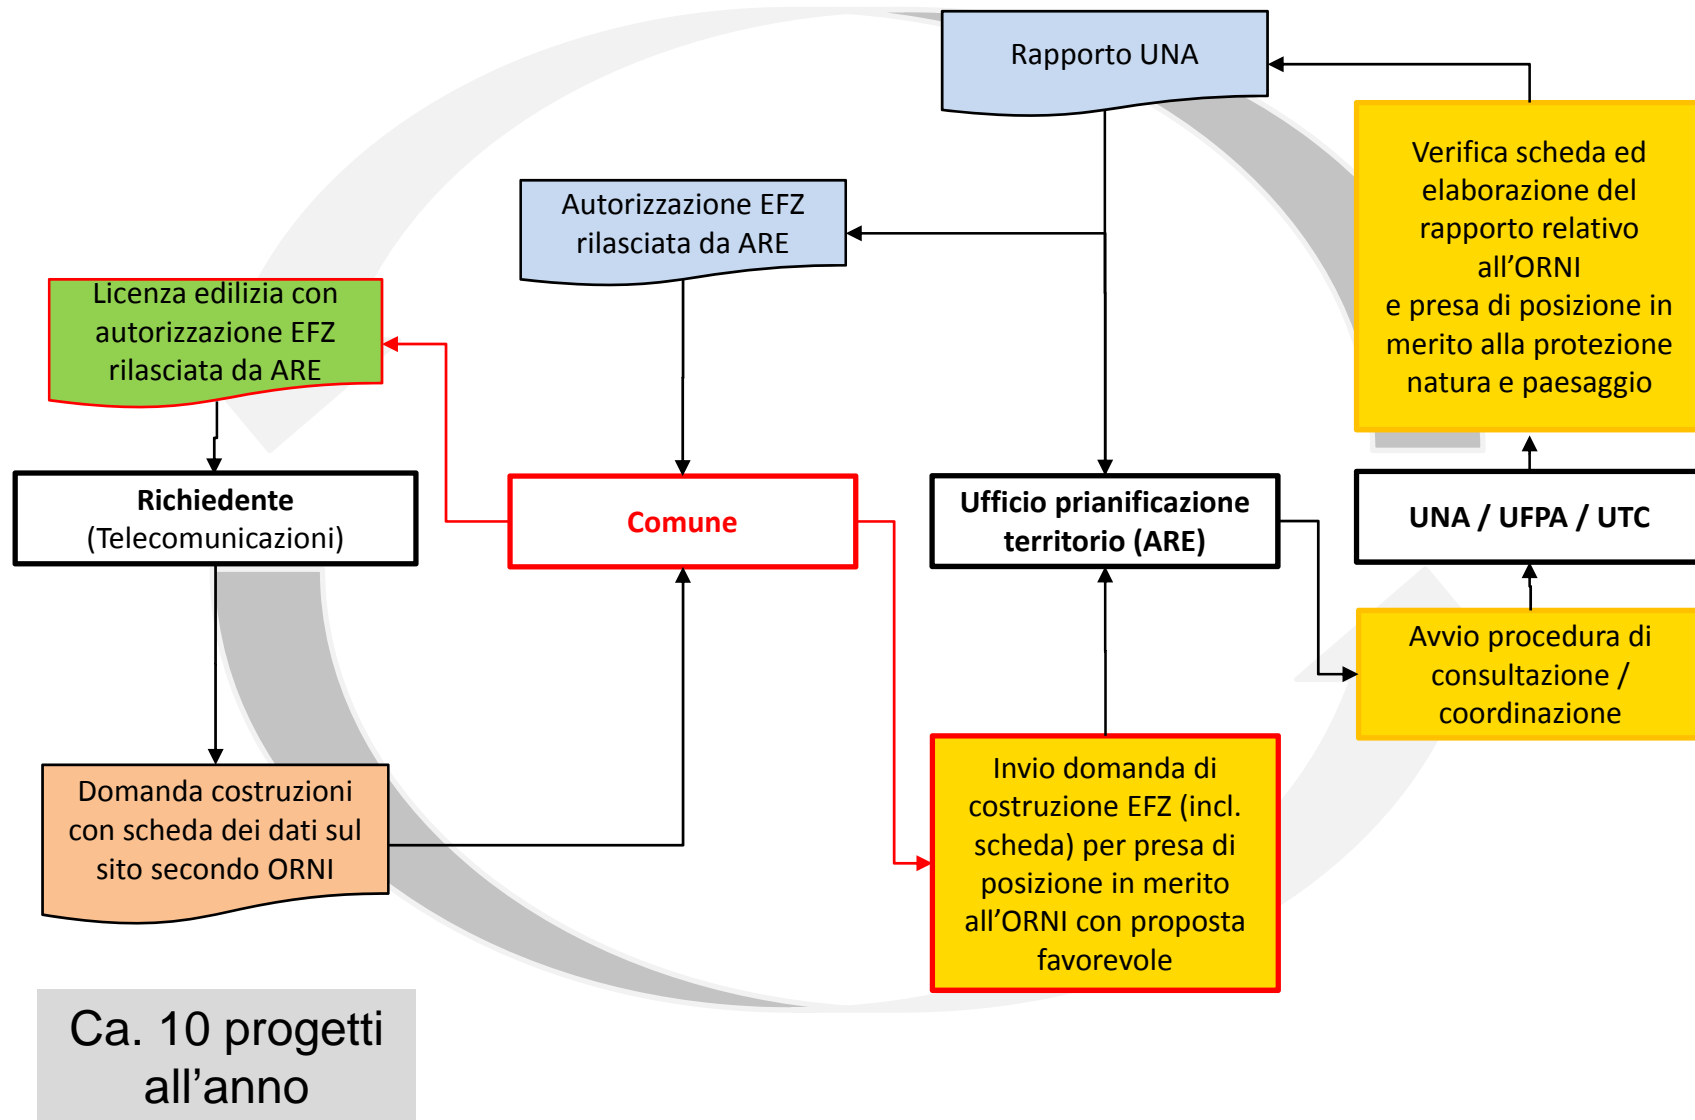 Rapporto UNA
Verifica scheda ed
elaborazione del
rapporto relativo
all’ORNI
e presa di posizione in
merito alla protezione
natura e paesaggio
Autorizzazione EFZ
rilasciata da ARE
Licenza edilizia con
autorizzazione EFZ
rilasciata da ARE
Richiedente
(Telecomunicazioni)
Comune
Ufficio prianificazione
territorio (ARE)
UNA / UFPA / UTC
Avvio procedura di
consultazione /
coordinazione
Domanda costruzioni
con scheda dei dati sul
sito secondo ORNI
Invio domanda di
costruzione EFZ (incl.
scheda) per presa di
posizione in merito
all’ORNI con proposta
favorevole
Ca. 10 progetti
all’anno